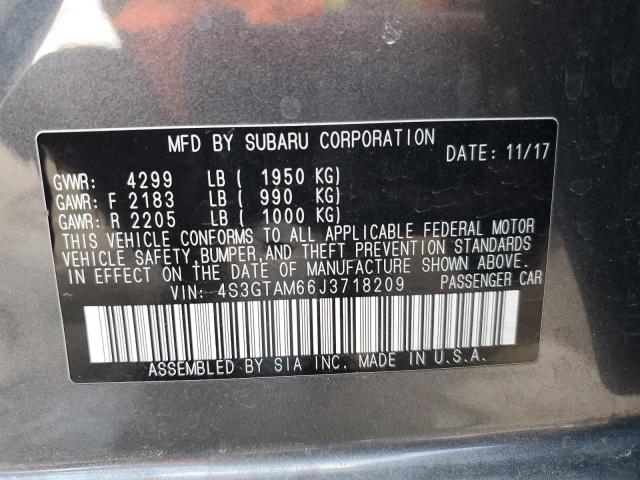 MFD BY SUBARU CORPORATION
DATE: 11/17
GVWR: 4299 LB ( 1950 KG)
GAWR: F 2183 LB ( 990 KG)
GAWR: R 2205 LB ( 1000 KG)
THIS VEHICLE CONFORMS TO ALL APPLICABLE FEDERAL MOTOR
VEHICLE SAFETY, BUMPER, AND THEFT PREVENTION STANDARDS
IN EFFECT ON THE DATE OF MANUFACTURE SHOWN ABOVE.
VIN: 4S3GTAM66J3718209 PASSENGER CAR
ASSEMBLED BY SIA INC. MADE IN U.S.A.